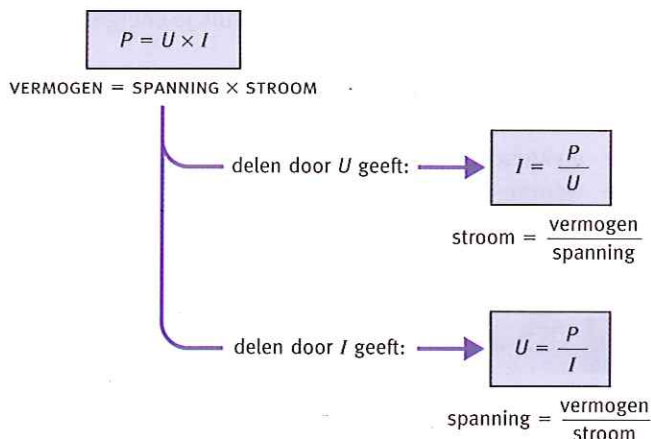 P = U × I
VERMOGEN = SPANNING × STROOM
delen door U geeft:
I = P / U
stroom = vermogen / spanning
delen door I geeft:
U = P / I
spanning = vermogen / stroom